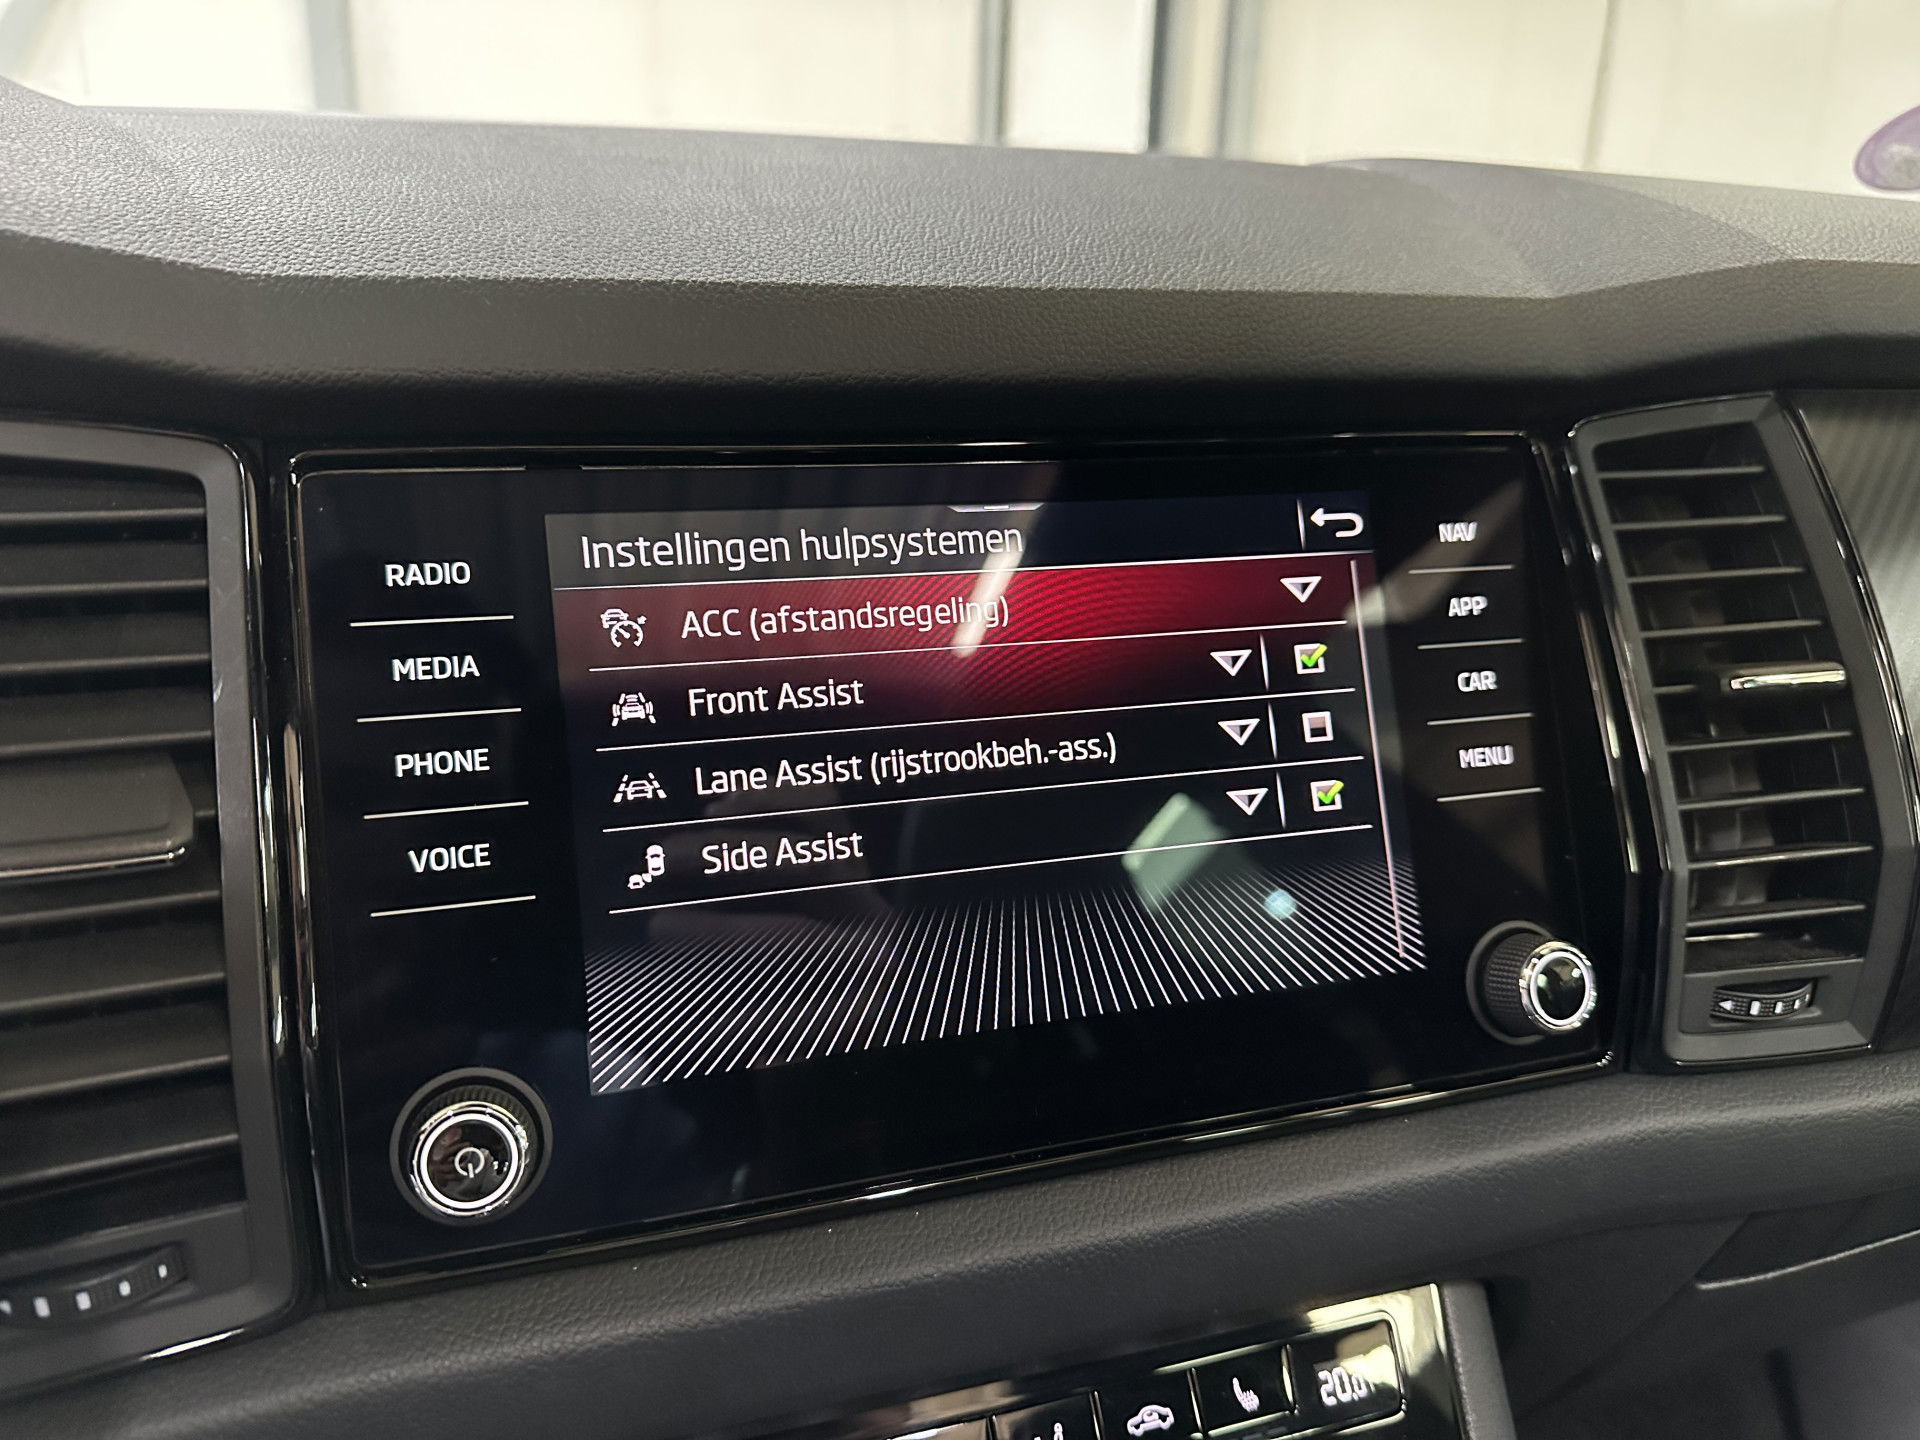 Instellingen hulpsystemen
ACC (afstandsregeling)
Front Assist
Lane Assist (rijstrookbeh.-ass.)
Side Assist
RADIO
MEDIA
PHONE
VOICE
NAV
APP
CAR
MENU